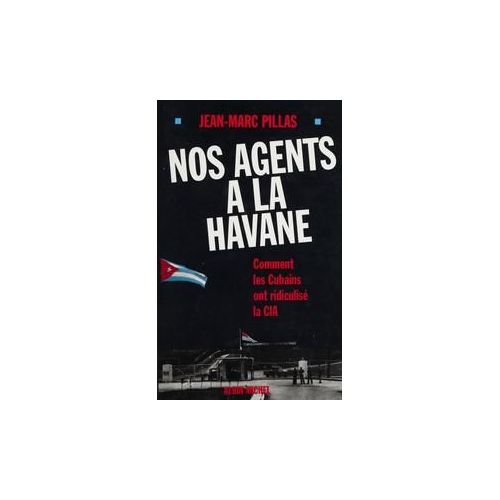 JEAN-MARC PILLAS
NOS AGENTS
A LA
HAVANE
Comment
les Cubains
ont ridiculisé
la CIA
ALBIN MICHEL